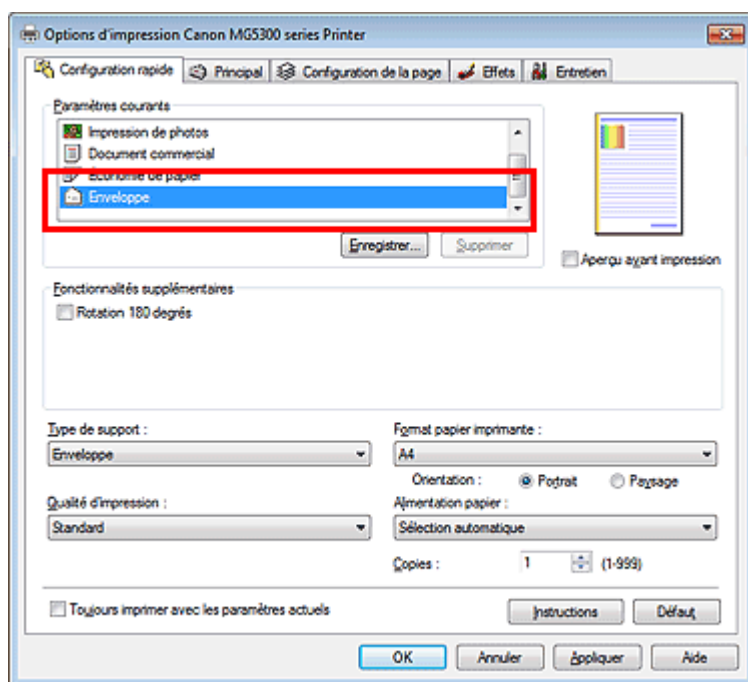 Options d'impression Canon MG5300 series Printer
Configuration rapide Principal Configuration de la page Effets Entretien
Paramètres courants
Impression de photos
Document commercial
Economie de papier
Enveloppe
Enregistrer... Supprimer
Aperçu avant impression
Fonctionnalités supplémentaires
Rotation 180 degrés
Type de support :
Format papier imprimante :
Enveloppe
A4
Orientation : Portrait Paysage
Qualité d'impression :
Alimentation papier :
Standard
Sélection automatique
Copies : 1 (1-999)
Toujours imprimer avec les paramètres actuels
Instructions Défaut
OK Annuler Appliquer Aide